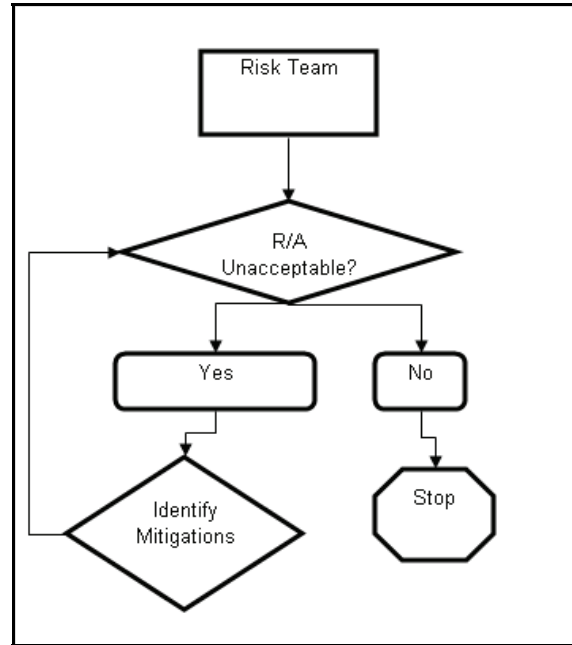 Risk Team
R/A
Unacceptable?
Yes
No
Identify
Mitigations
Stop